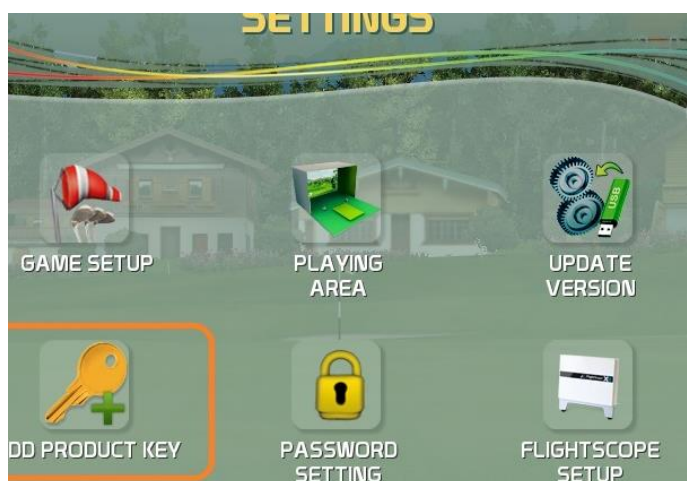 SETTINGS
GAME SETUP
PLAYING
AREA
UPDATE
VERSION
USB
DD PRODUCT KEY
PASSWORD
SETTING
FLIGHTSCOPE
SETUP